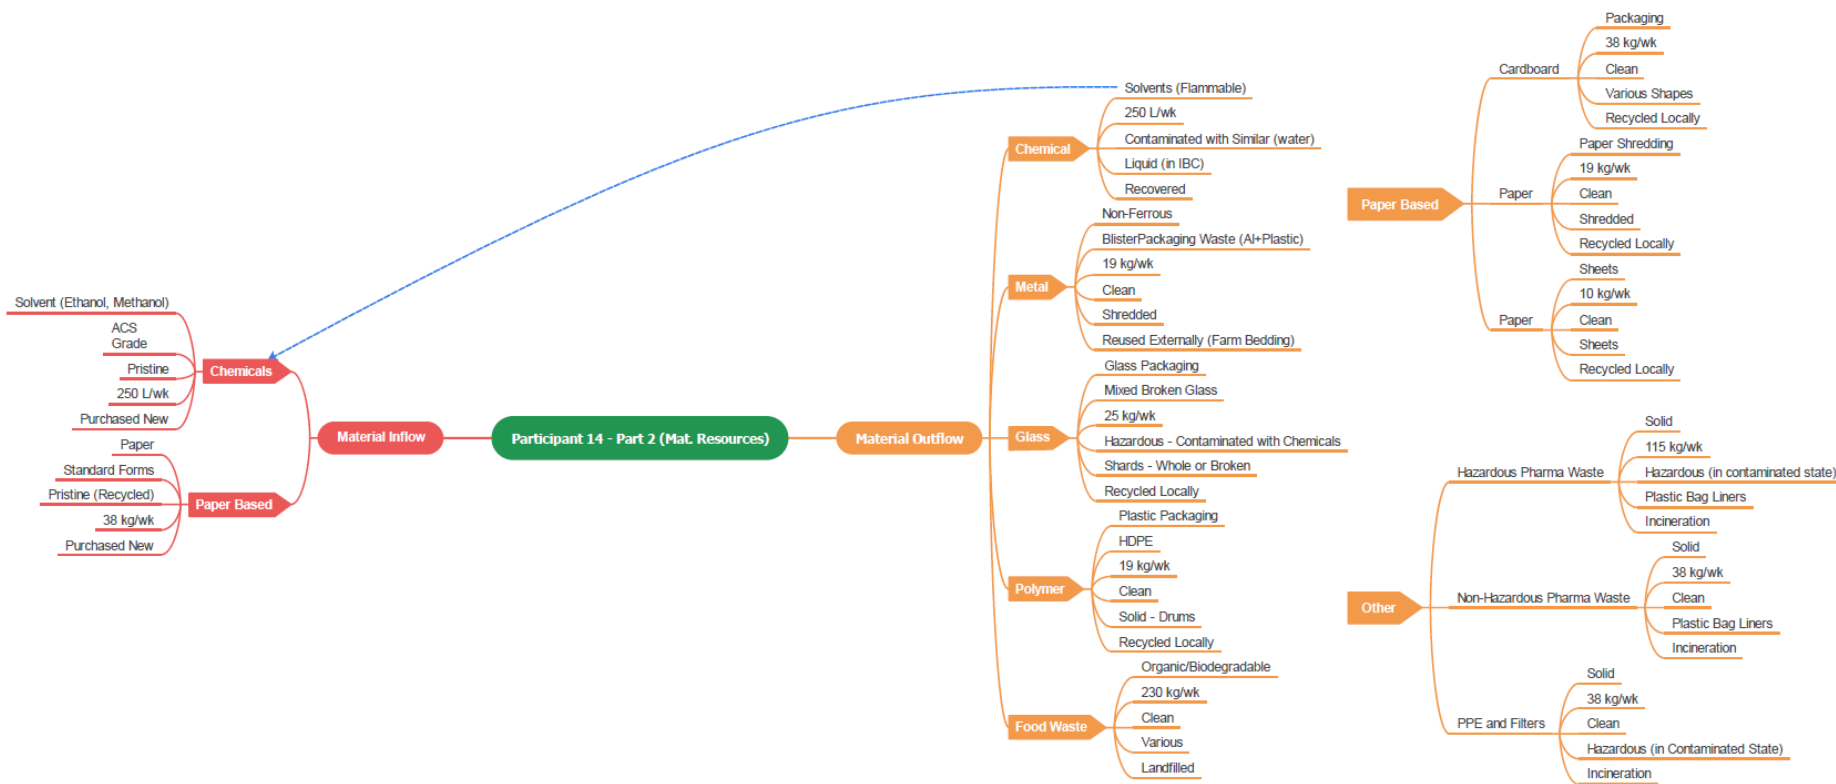 Participant 14 - Part 2 (Mat. Resources)
Material Inflow
Chemicals
Solvent (Ethanol, Methanol)
ACS
Grade
Pristine
250 L/wk
Purchased New
Paper Based
Paper
Standard Forms
Pristine (Recycled)
38 kg/wk
Purchased New
Material Outflow
Chemical
Solvents (Flammable)
250 L/wk
Contaminated with Similar (water)
Liquid (in IBC)
Recovered
Metal
Non-Ferrous
BlisterPackaging Waste (Al+Plastic)
19 kg/wk
Clean
Shredded
Reused Externally (Farm Bedding)
Glass
Glass Packaging
Mixed Broken Glass
25 kg/wk
Hazardous - Contaminated with Chemicals
Shards - Whole or Broken
Recycled Locally
Polymer
Plastic Packaging
HDPE
19 kg/wk
Clean
Solid - Drums
Recycled Locally
Food Waste
Organic/Biodegradable
230 kg/wk
Clean
Various
Landfilled
Paper Based
Cardboard
Packaging
38 kg/wk
Clean
Various Shapes
Recycled Locally
Paper
Paper Shredding
19 kg/wk
Clean
Shredded
Recycled Locally
Paper
Sheets
10 kg/wk
Clean
Sheets
Recycled Locally
Other
Hazardous Pharma Waste
Solid
115 kg/wk
Hazardous (in contaminated state)
Plastic Bag Liners
Incineration
Non-Hazardous Pharma Waste
Solid
38 kg/wk
Clean
Plastic Bag Liners
Incineration
PPE and Filters
Solid
38 kg/wk
Clean
Hazardous (in Contaminated State)
Incineration